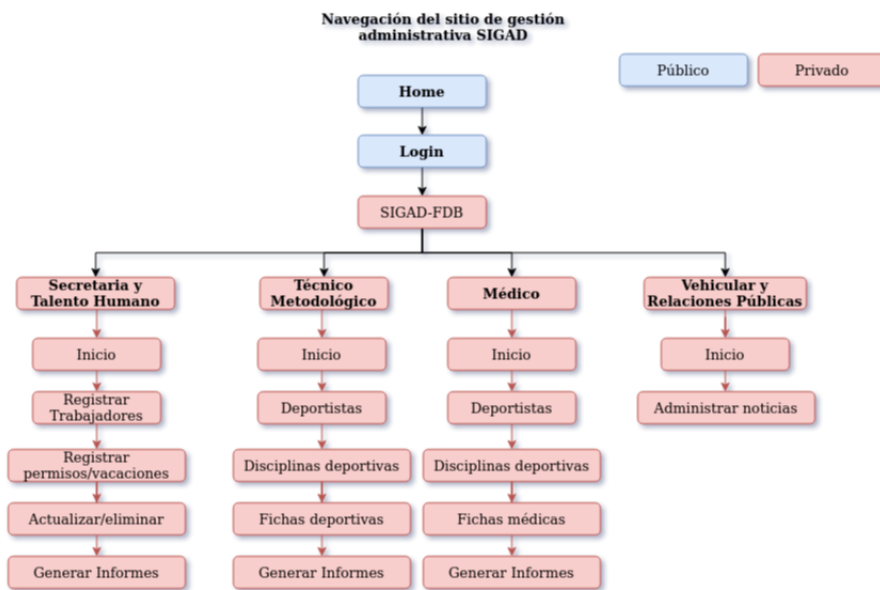 Navegación del sitio de gestión
administrativa SIGAD
Público
Privado
Home
Login
SIGAD-FDB
Secretaria y
Talento Humano
Inicio
Registrar
Trabajadores
Registrar
permisos/vacaciones
Actualizar/eliminar
Generar Informes
Técnico
Metodológico
Inicio
Deportistas
Disciplinas deportivas
Fichas deportivas
Generar Informes
Médico
Inicio
Deportistas
Disciplinas deportivas
Fichas médicas
Generar Informes
Vehicular y
Relaciones Públicas
Inicio
Administrar noticias